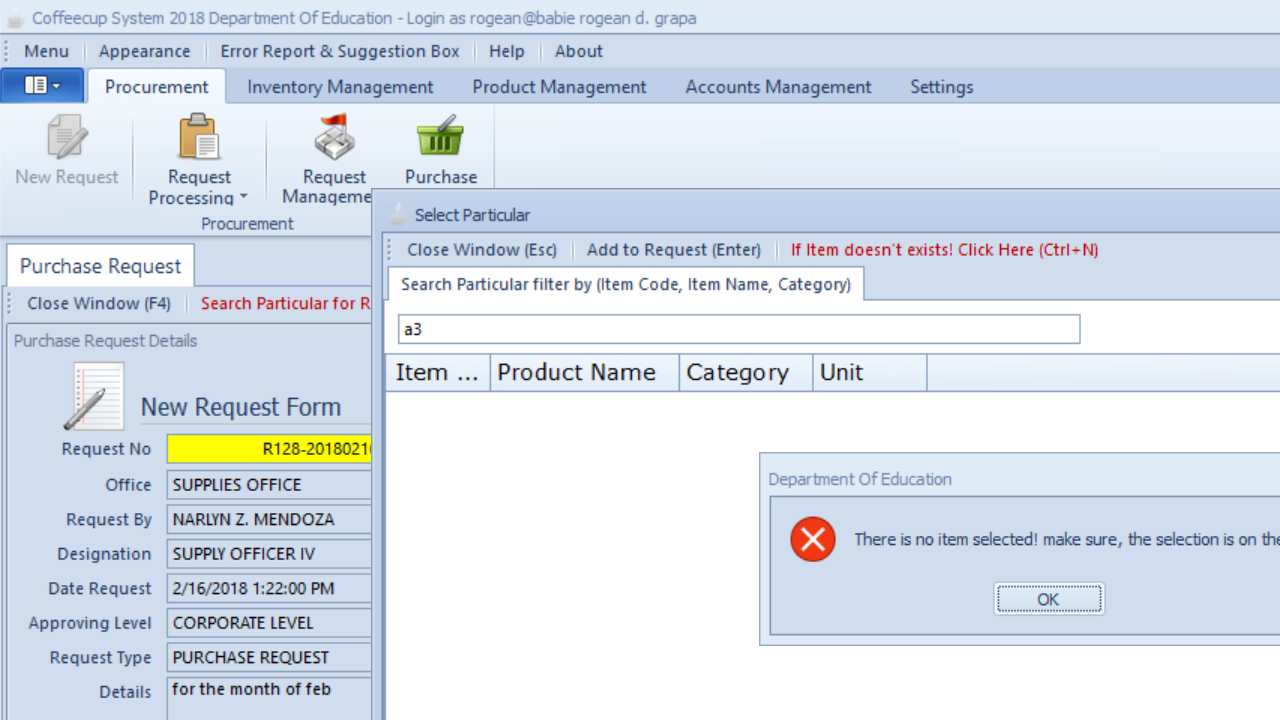 Coffeecup System 2018 Department Of Education - Login as rogean@babie rogean d. grapa
Menu Appearance Error Report & Suggestion Box Help About
Procurement Inventory Management Product Management Accounts Management Settings
New Request
Request Processing
Request Manageme
Purchase
Procurement
Purchase Request
Close Window (F4) Search Particular for R
Purchase Request Details
New Request Form
Request No R128-2018021
Office SUPPLIES OFFICE
Request By NARLYN Z. MENDOZA
Designation SUPPLY OFFICER IV
Date Request 2/16/2018 1:22:00 PM
Approving Level CORPORATE LEVEL
Request Type PURCHASE REQUEST
Details for the month of feb
Select Particular
Close Window (Esc) Add to Request (Enter) If Item doesn't exists! Click Here (Ctrl+N)
Search Particular filter by (Item Code, Item Name, Category)
a3
Item ... Product Name Category Unit
Department Of Education
There is no item selected! make sure, the selection is on the
OK